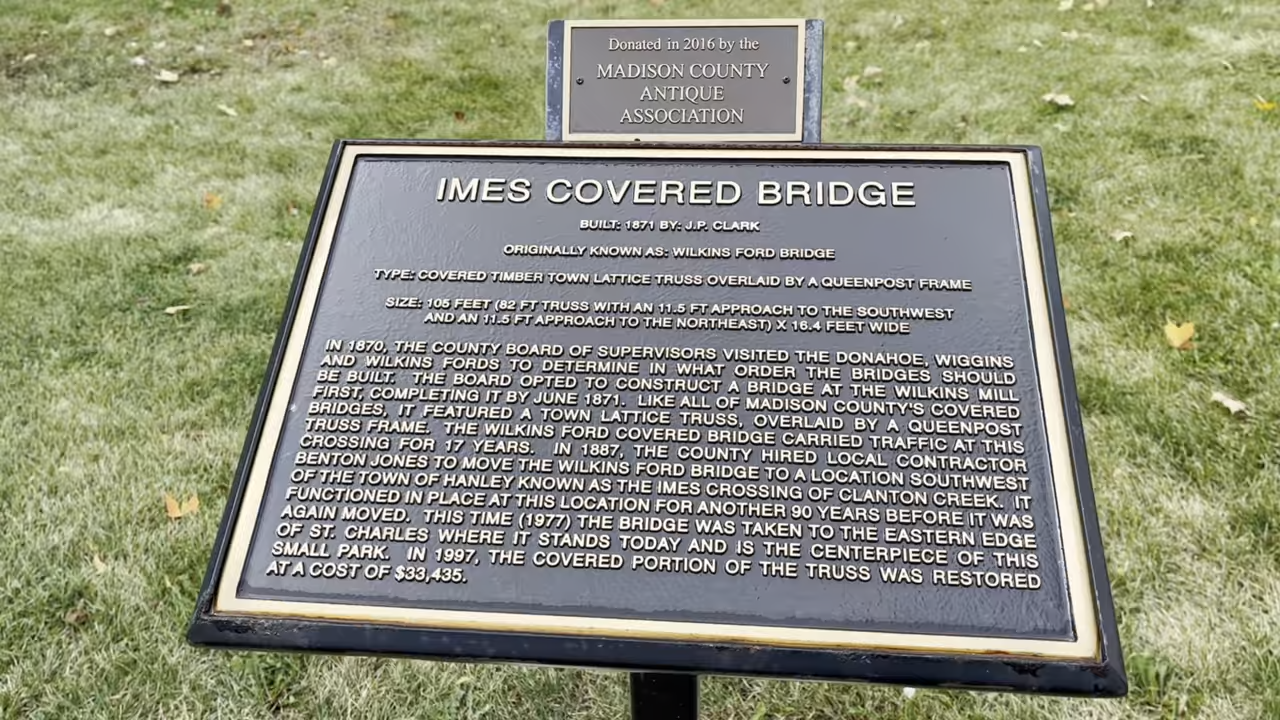 Donated in 2016 by the
MADISON COUNTY
ANTIQUE
ASSOCIATION
IMES COVERED BRIDGE
BUILT: 1871 BY: J.P. CLARK
ORIGINALLY KNOWN AS: WILKINS FORD BRIDGE
TYPE: COVERED TIMBER TOWN LATTICE TRUSS OVERLAID BY A QUEENPOST FRAME
SIZE: 105 FEET (82 FT TRUSS WITH AN 11.5 FT APPROACH TO THE SOUTHWEST
AND AN 11.5 FT APPROACH TO THE NORTHEAST) X 16.4 FEET WIDE
IN 1870, THE COUNTY BOARD OF SUPERVISORS VISITED THE DONAHOE, WIGGINS
AND WILKINS FORDS TO DETERMINE IN WHAT ORDER THE BRIDGES SHOULD
BE BUILT. THE BOARD OPTED TO CONSTRUCT A BRIDGE AT THE WILKINS MILL
FIRST, COMPLETING IT BY JUNE 1871. LIKE ALL OF MADISON COUNTY'S COVERED
BRIDGES, IT FEATURED A TOWN LATTICE TRUSS, OVERLAID BY A QUEENPOST
TRUSS FRAME. THE WILKINS FORD COVERED BRIDGE CARRIED TRAFFIC AT THIS
CROSSING FOR 17 YEARS. IN 1887, THE COUNTY HIRED LOCAL CONTRACTOR
BENTON JONES TO MOVE THE WILKINS FORD BRIDGE TO A LOCATION SOUTHWEST
OF THE TOWN OF HANLEY KNOWN AS THE IMES CROSSING OF CLANTON CREEK. IT
FUNCTIONED IN PLACE AT THIS LOCATION FOR ANOTHER 90 YEARS BEFORE IT WAS
AGAIN MOVED. THIS TIME (1977) THE BRIDGE WAS TAKEN TO THE EASTERN EDGE
OF ST. CHARLES WHERE IT STANDS TODAY AND IS THE CENTERPIECE OF THIS
SMALL PARK. IN 1997, THE COVERED PORTION OF THE TRUSS WAS RESTORED
AT A COST OF $33,435.